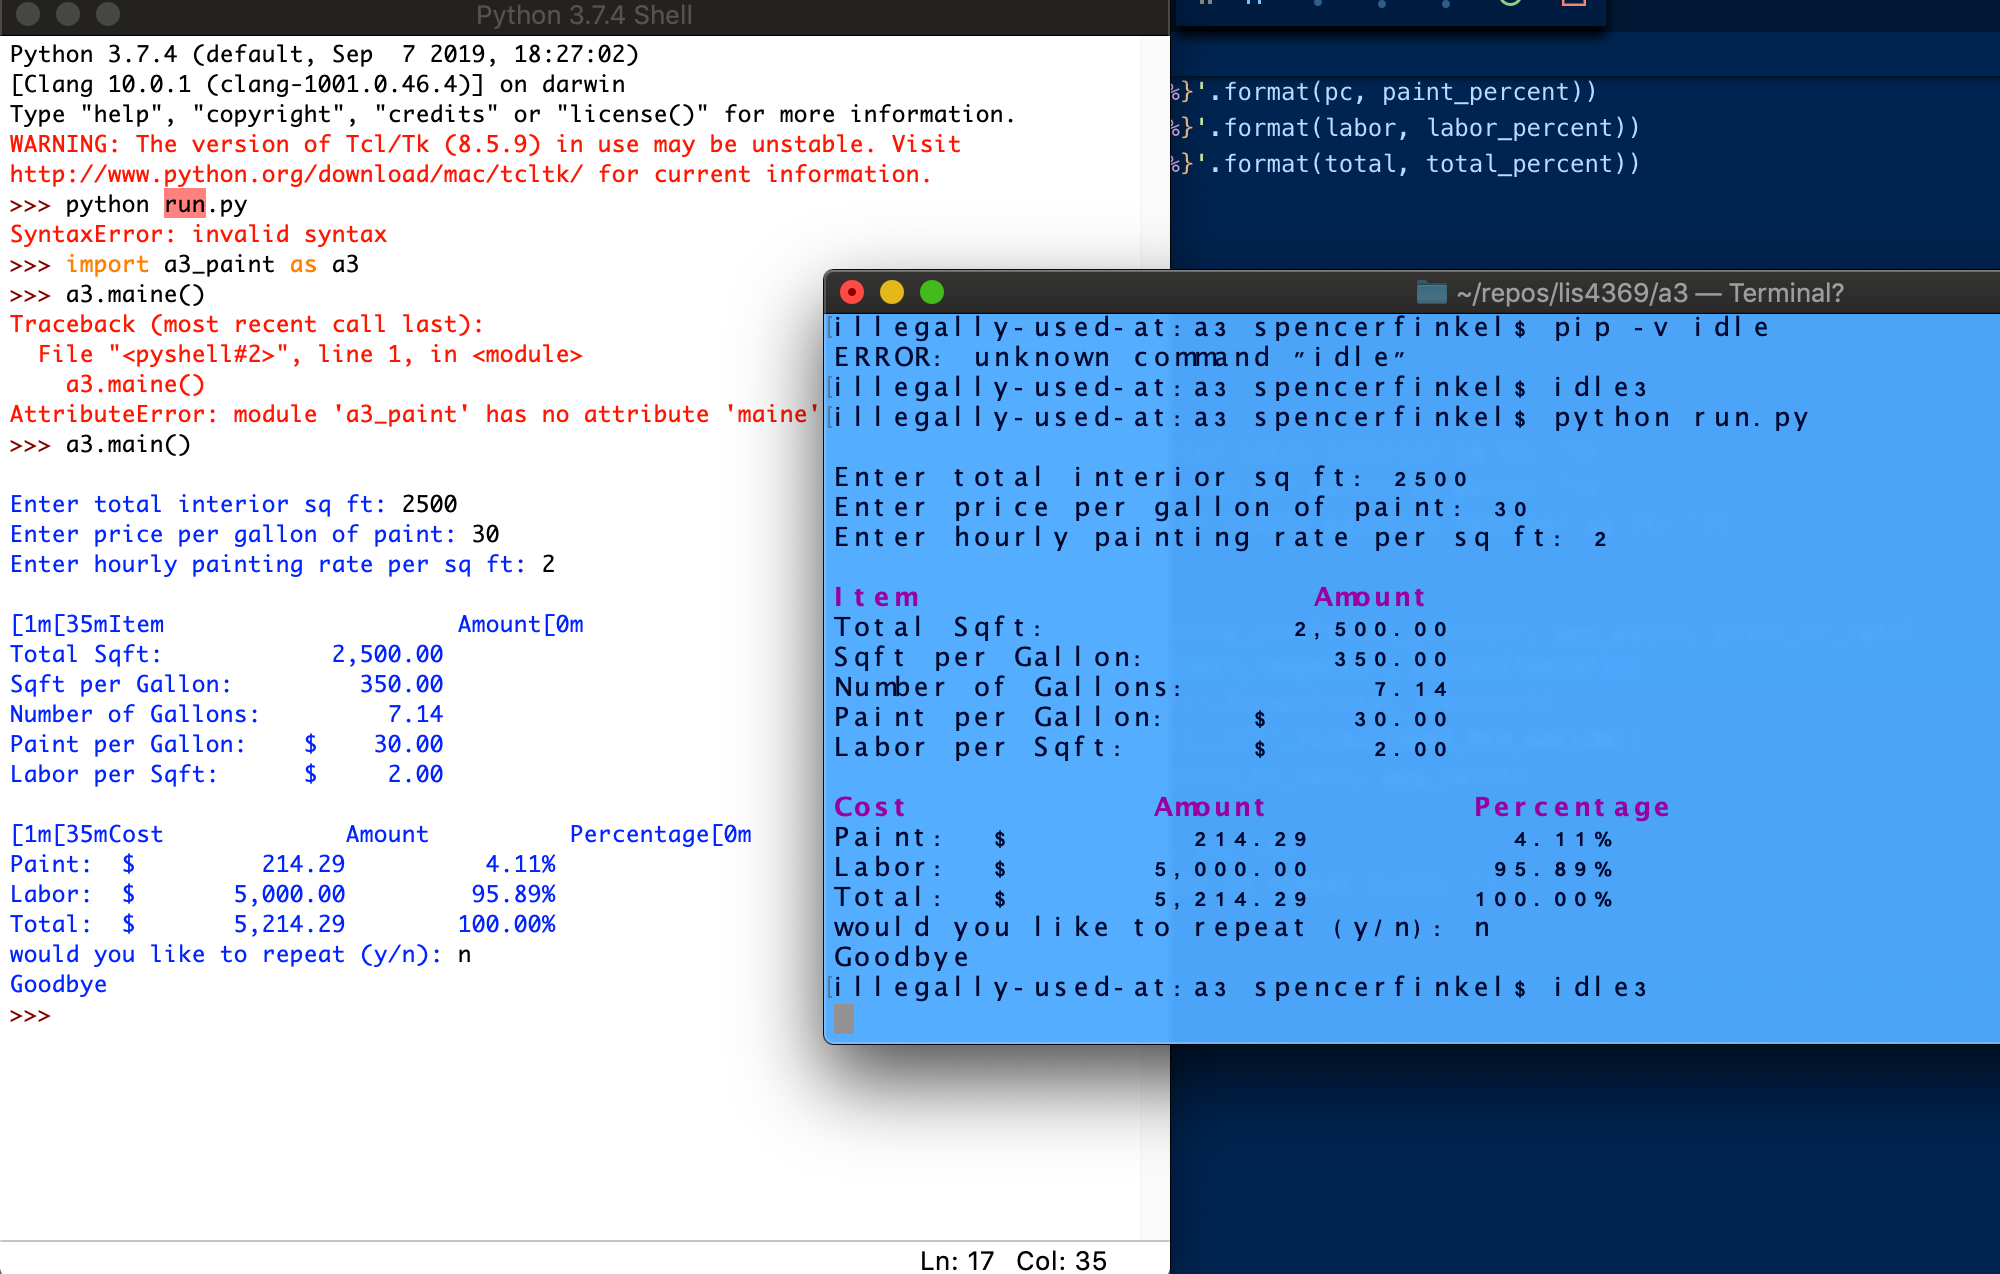 Python 3.7.4 Shell
Python 3.7.4 (default, Sep  7 2019, 18:27:02)
[Clang 10.0.1 (clang-1001.0.46.4)] on darwin
Type "help", "copyright", "credits" or "license()" for more information.
WARNING: The version of Tcl/Tk (8.5.9) in use may be unstable. Visit
http://www.python.org/download/mac/tcltk/ for current information.
>>> python run.py
SyntaxError: invalid syntax
>>> import a3_paint as a3
>>> a3.maine()
Traceback (most recent call last):
  File "<pyshell#2>", line 1, in <module>
    a3.maine()
AttributeError: module 'a3_paint' has no attribute 'maine'
>>> a3.main()
Enter total interior sq ft: 2500
Enter price per gallon of paint: 30
Enter hourly painting rate per sq ft: 2
[1m[35mItem                     Amount[0m
Total Sqft:            2,500.00
Sqft per Gallon:         350.00
Number of Gallons:         7.14
Paint per Gallon:    $    30.00
Labor per Sqft:      $     2.00
[1m[35mCost             Amount          Percentage[0m
Paint:  $         214.29          4.11%
Labor:  $       5,000.00         95.89%
Total:  $       5,214.29        100.00%
would you like to repeat (y/n): n
Goodbye
>>>
Ln: 17  Col: 35
%}'.format(pc, paint_percent))
%}'.format(labor, labor_percent))
%}'.format(total, total_percent))
~/repos/lis4369/a3 — Terminal?
[illegally-used-at:a3 spencerfinkel$ pip -v idle
ERROR: unknown command "idle"
[illegally-used-at:a3 spencerfinkel$ idle3
[illegally-used-at:a3 spencerfinkel$ python run.py
Enter total interior sq ft: 2500
Enter price per gallon of paint: 30
Enter hourly painting rate per sq ft: 2
Item                    Amount
Total Sqft:            2,500.00
Sqft per Gallon:         350.00
Number of Gallons:         7.14
Paint per Gallon:    $    30.00
Labor per Sqft:      $     2.00
Cost            Amount          Percentage
Paint:  $         214.29          4.11%
Labor:  $       5,000.00         95.89%
Total:  $       5,214.29        100.00%
would you like to repeat (y/n): n
Goodbye
[illegally-used-at:a3 spencerfinkel$ idle3